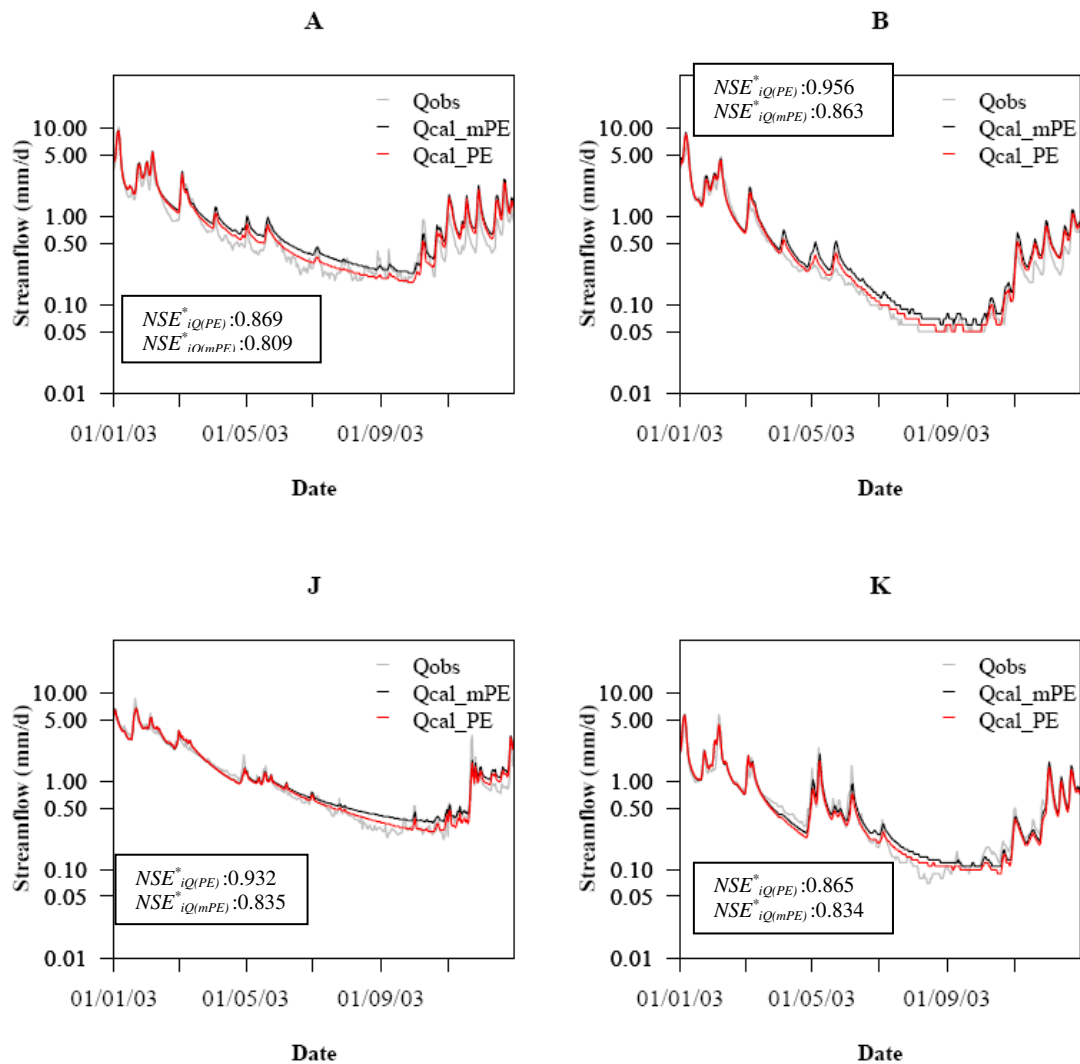 A
Streamflow (mm/d)
10.00
5.00
1.00
0.50
0.10
0.05
0.01
Qobs
Qcal_mPE
Qcal_PE
NSE*iQ(PE):0.869
NSE*iQ(mPE):0.809
01/01/03 01/05/03 01/09/03
Date
B
Streamflow (mm/d)
10.00
5.00
1.00
0.50
0.10
0.05
0.01
NSE*iQ(PE):0.956
NSE*iQ(mPE):0.863
Qobs
Qcal_mPE
Qcal_PE
01/01/03 01/05/03 01/09/03
Date
J
Streamflow (mm/d)
10.00
5.00
1.00
0.50
0.10
0.05
0.01
Qobs
Qcal_mPE
Qcal_PE
NSE*iQ(PE):0.932
NSE*iQ(mPE):0.835
01/01/03 01/05/03 01/09/03
Date
K
Streamflow (mm/d)
10.00
5.00
1.00
0.50
0.10
0.05
0.01
Qobs
Qcal_mPE
Qcal_PE
NSE*iQ(PE):0.865
NSE*iQ(mPE):0.834
01/01/03 01/05/03 01/09/03
Date